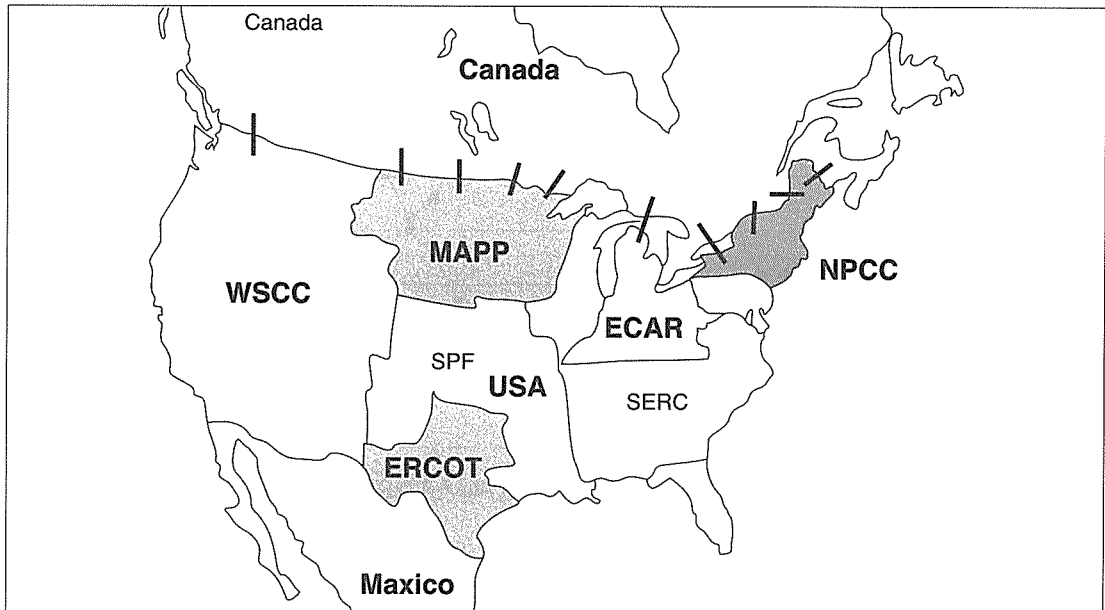 Canada
Canada
MAPP
NPCC
WSCC
ECAR
SPF
USA
SERC
ERCOT
Maxico